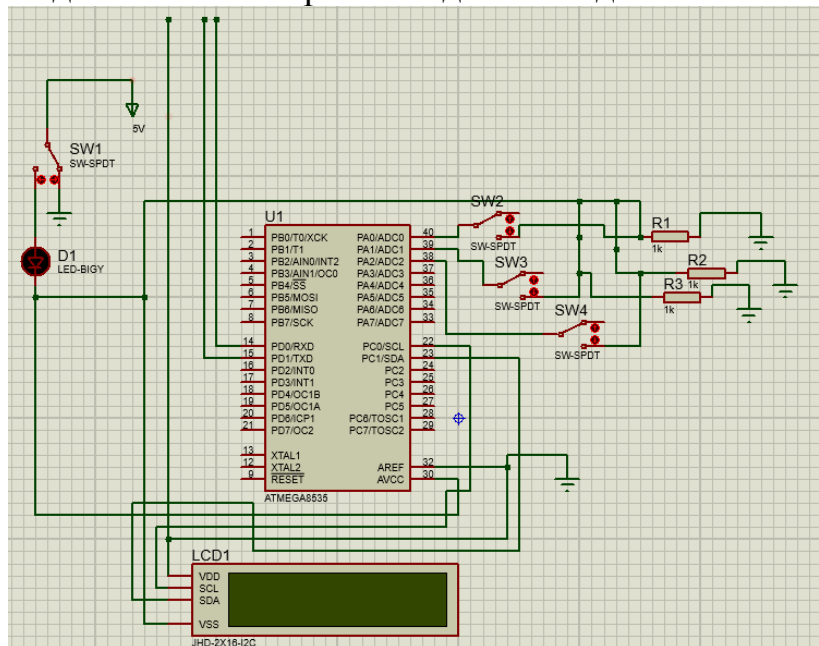 5V
SW1
SW-SPDT
D1
LED-BIGY
U1
1 PB0/T0/XCK PA0/ADC0 40
2 PB1/T1 PA1/ADC1 39
3 PB2/AIN0/INT2 PA2/ADC2 38
4 PB3/AIN1/OC0 PA3/ADC3 37
5 PB4/SS PA4/ADC4 36
6 PB5/MOSI PA5/ADC5 35
7 PB6/MISO PA6/ADC6 34
8 PB7/SCK PA7/ADC7 33
14 PD0/RXD PC0/SCL 22
15 PD1/TXD PC1/SDA 23
16 PD2/INT0 PC2 24
17 PD3/INT1 PC3 25
18 PD4/OC1B PC4 26
19 PD5/OC1A PC5 27
20 PD6/ICP1 PC6/TOSC1 28
21 PD7/OC2 PC7/TOSC2 29
13 XTAL1
12 XTAL2 AREF 32
9 RESET AVCC 30
ATMEGA8535
SW2
SW-SPDT
SW3
SW-SPDT
SW4
SW-SPDT
R1
1k
R2
1k
R3
1k
LCD1
VDD
SCL
SDA
VSS
JHD-2X16-I2C